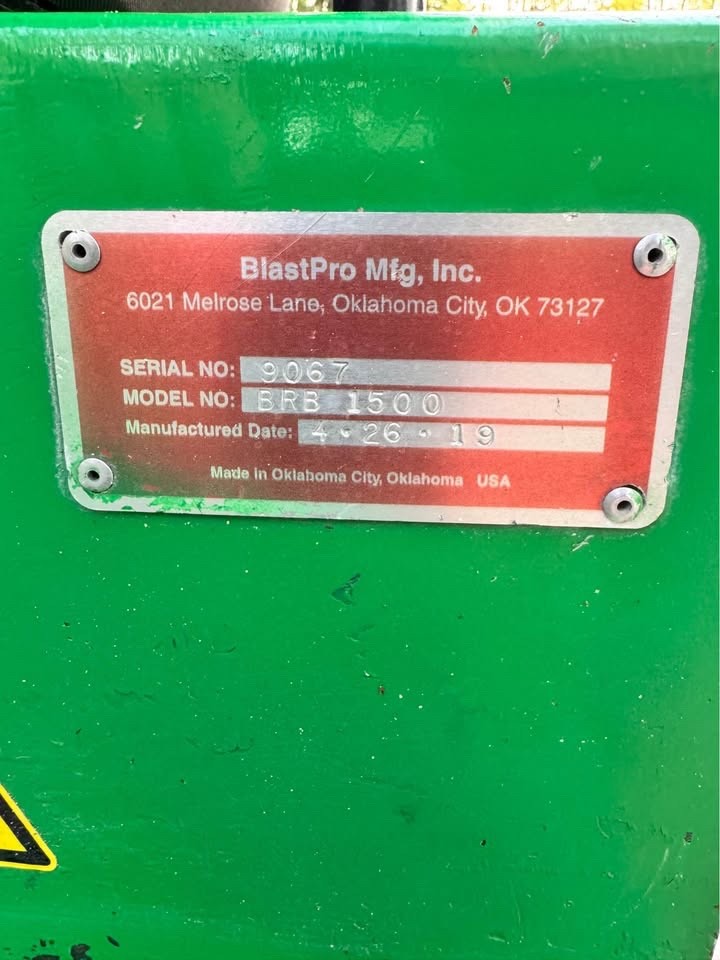 BlastPro Mfg, Inc.
6021 Melrose Lane, Oklahoma City, OK 73127
SERIAL NO: 9067
MODEL NO: BRB 1500
Manufactured Date: 4-26-19
Made in Oklahoma City, Oklahoma USA